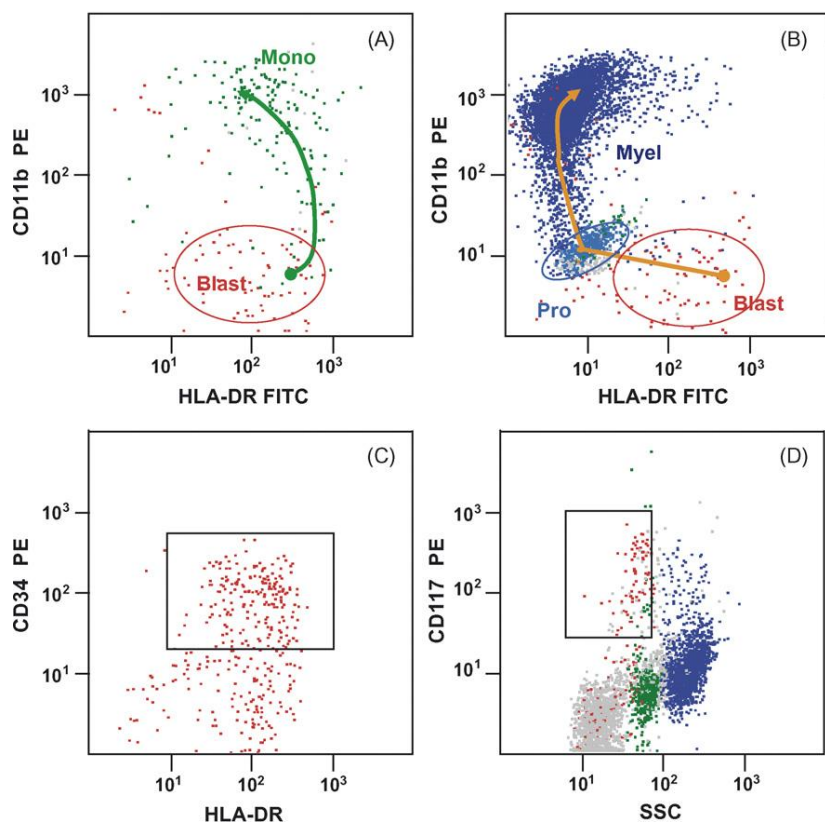 (A)
Mono
10³
CD11b PE
10²
10¹
Blast
10¹ 10² 10³
HLA-DR FITC
(B)
10³
CD11b PE
Myel
10²
10¹
Pro
Blast
10¹ 10² 10³
HLA-DR FITC
(C)
10³
CD34 PE
10²
10¹
10¹ 10² 10³
HLA-DR
(D)
10³
CD117 PE
10²
10¹
10¹ 10² 10³
SSC